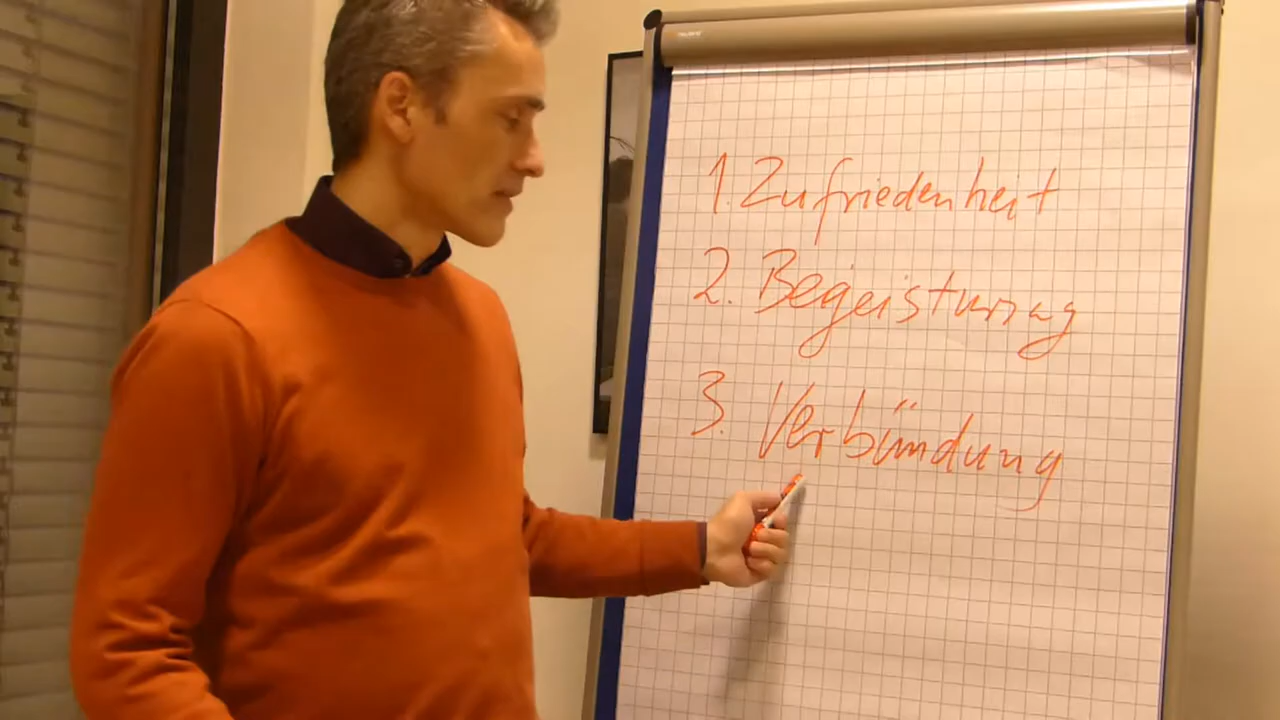 1. Zufriedenheit
2. Begeisterung
3. Verbündung